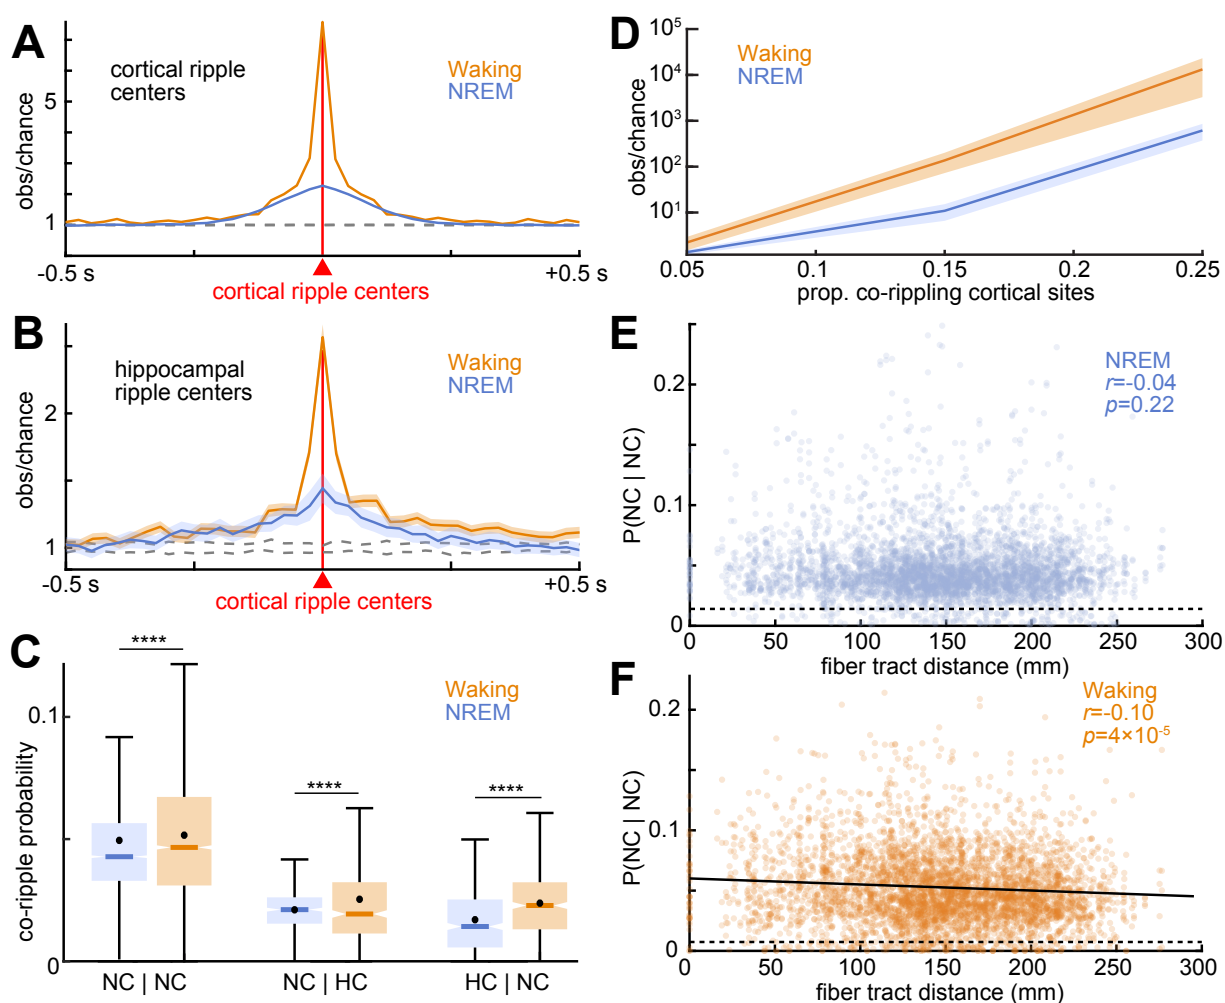 A
cortical ripple
centers
Waking
NREM
obs/chance
5
1
-0.5 s
+0.5 s
cortical ripple centers
B
hippocampal
ripple centers
Waking
NREM
obs/chance
2
1
-0.5 s
+0.5 s
cortical ripple centers
C
****
****
****
Waking
NREM
co-ripple probability
0.1
0
NC | NC
NC | HC
HC | NC
D
Waking
NREM
obs/chance
10⁵
10⁴
10³
10²
10¹
0.05
0.1
0.15
0.2
0.25
prop. co-rippling cortical sites
E
NREM
r=-0.04
p=0.22
P(NC | NC)
0.2
0.1
0
0
50
100
150
200
250
300
fiber tract distance (mm)
F
Waking
r=-0.10
p=4×10⁻⁵
P(NC | NC)
0.2
0.1
0
0
50
100
150
200
250
300
fiber tract distance (mm)